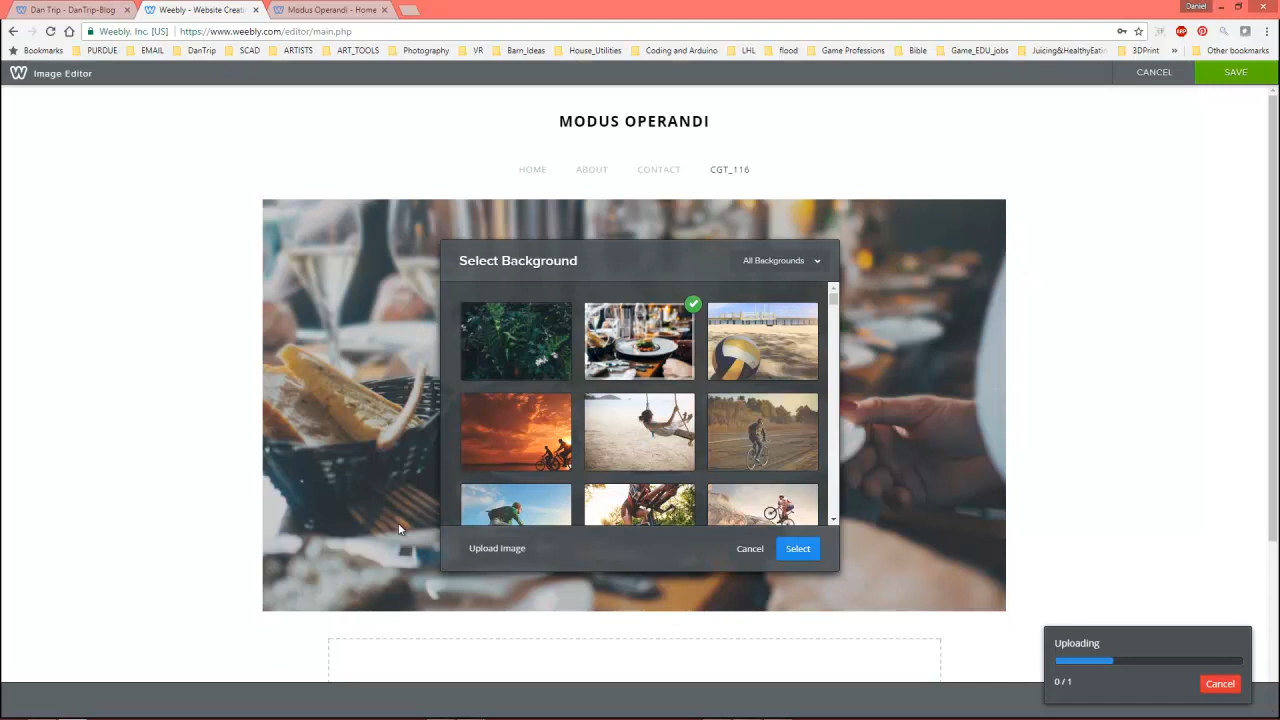 Dan Trip - DanTrip-Blog
Weebly - Website Creati
Modus Operandi - Home
Daniel
Weebly, Inc. [US]
https://www.weebly.com/editor/main.php
Bookmarks
PURDUE
EMAIL
DanTrip
SCAD
ARTISTS
ART_TOOLS
Photography
VR
Barn_Ideas
House_Utilities
Coding and Arduino
LHL
flood
Game Professions
Bible
Game_EDU_jobs
Juicing&HealthyEatin
3DPrint
»
Other bookmarks
Image Editor
CANCEL
SAVE
MODUS OPERANDI
HOME
ABOUT
CONTACT
CGT_116
Select Background
All Backgrounds
Upload Image
Cancel
Select
Uploading
0 / 1
Cancel